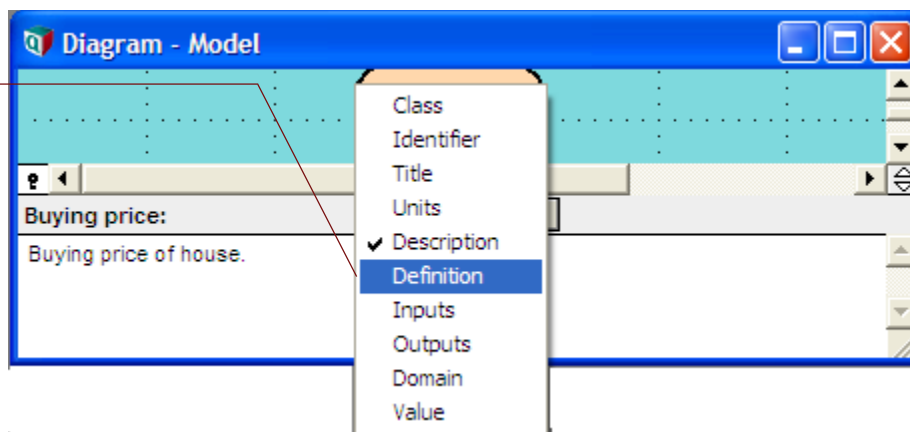 Diagram - Model
Class
Identifier
Title
Units
Buying price:
Description
Buying price of house.
Definition
Inputs
Outputs
Domain
Value